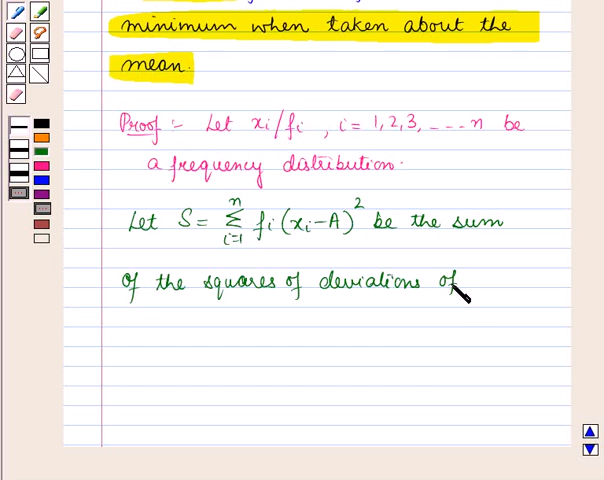 minimum when taken about the
mean.
Proof :- Let xi/fi , i = 1, 2, 3, ----- n be
a frequency distribution.
Let S = n∑i=1 fi (xi - A)² be the sum
of the squares of deviations of